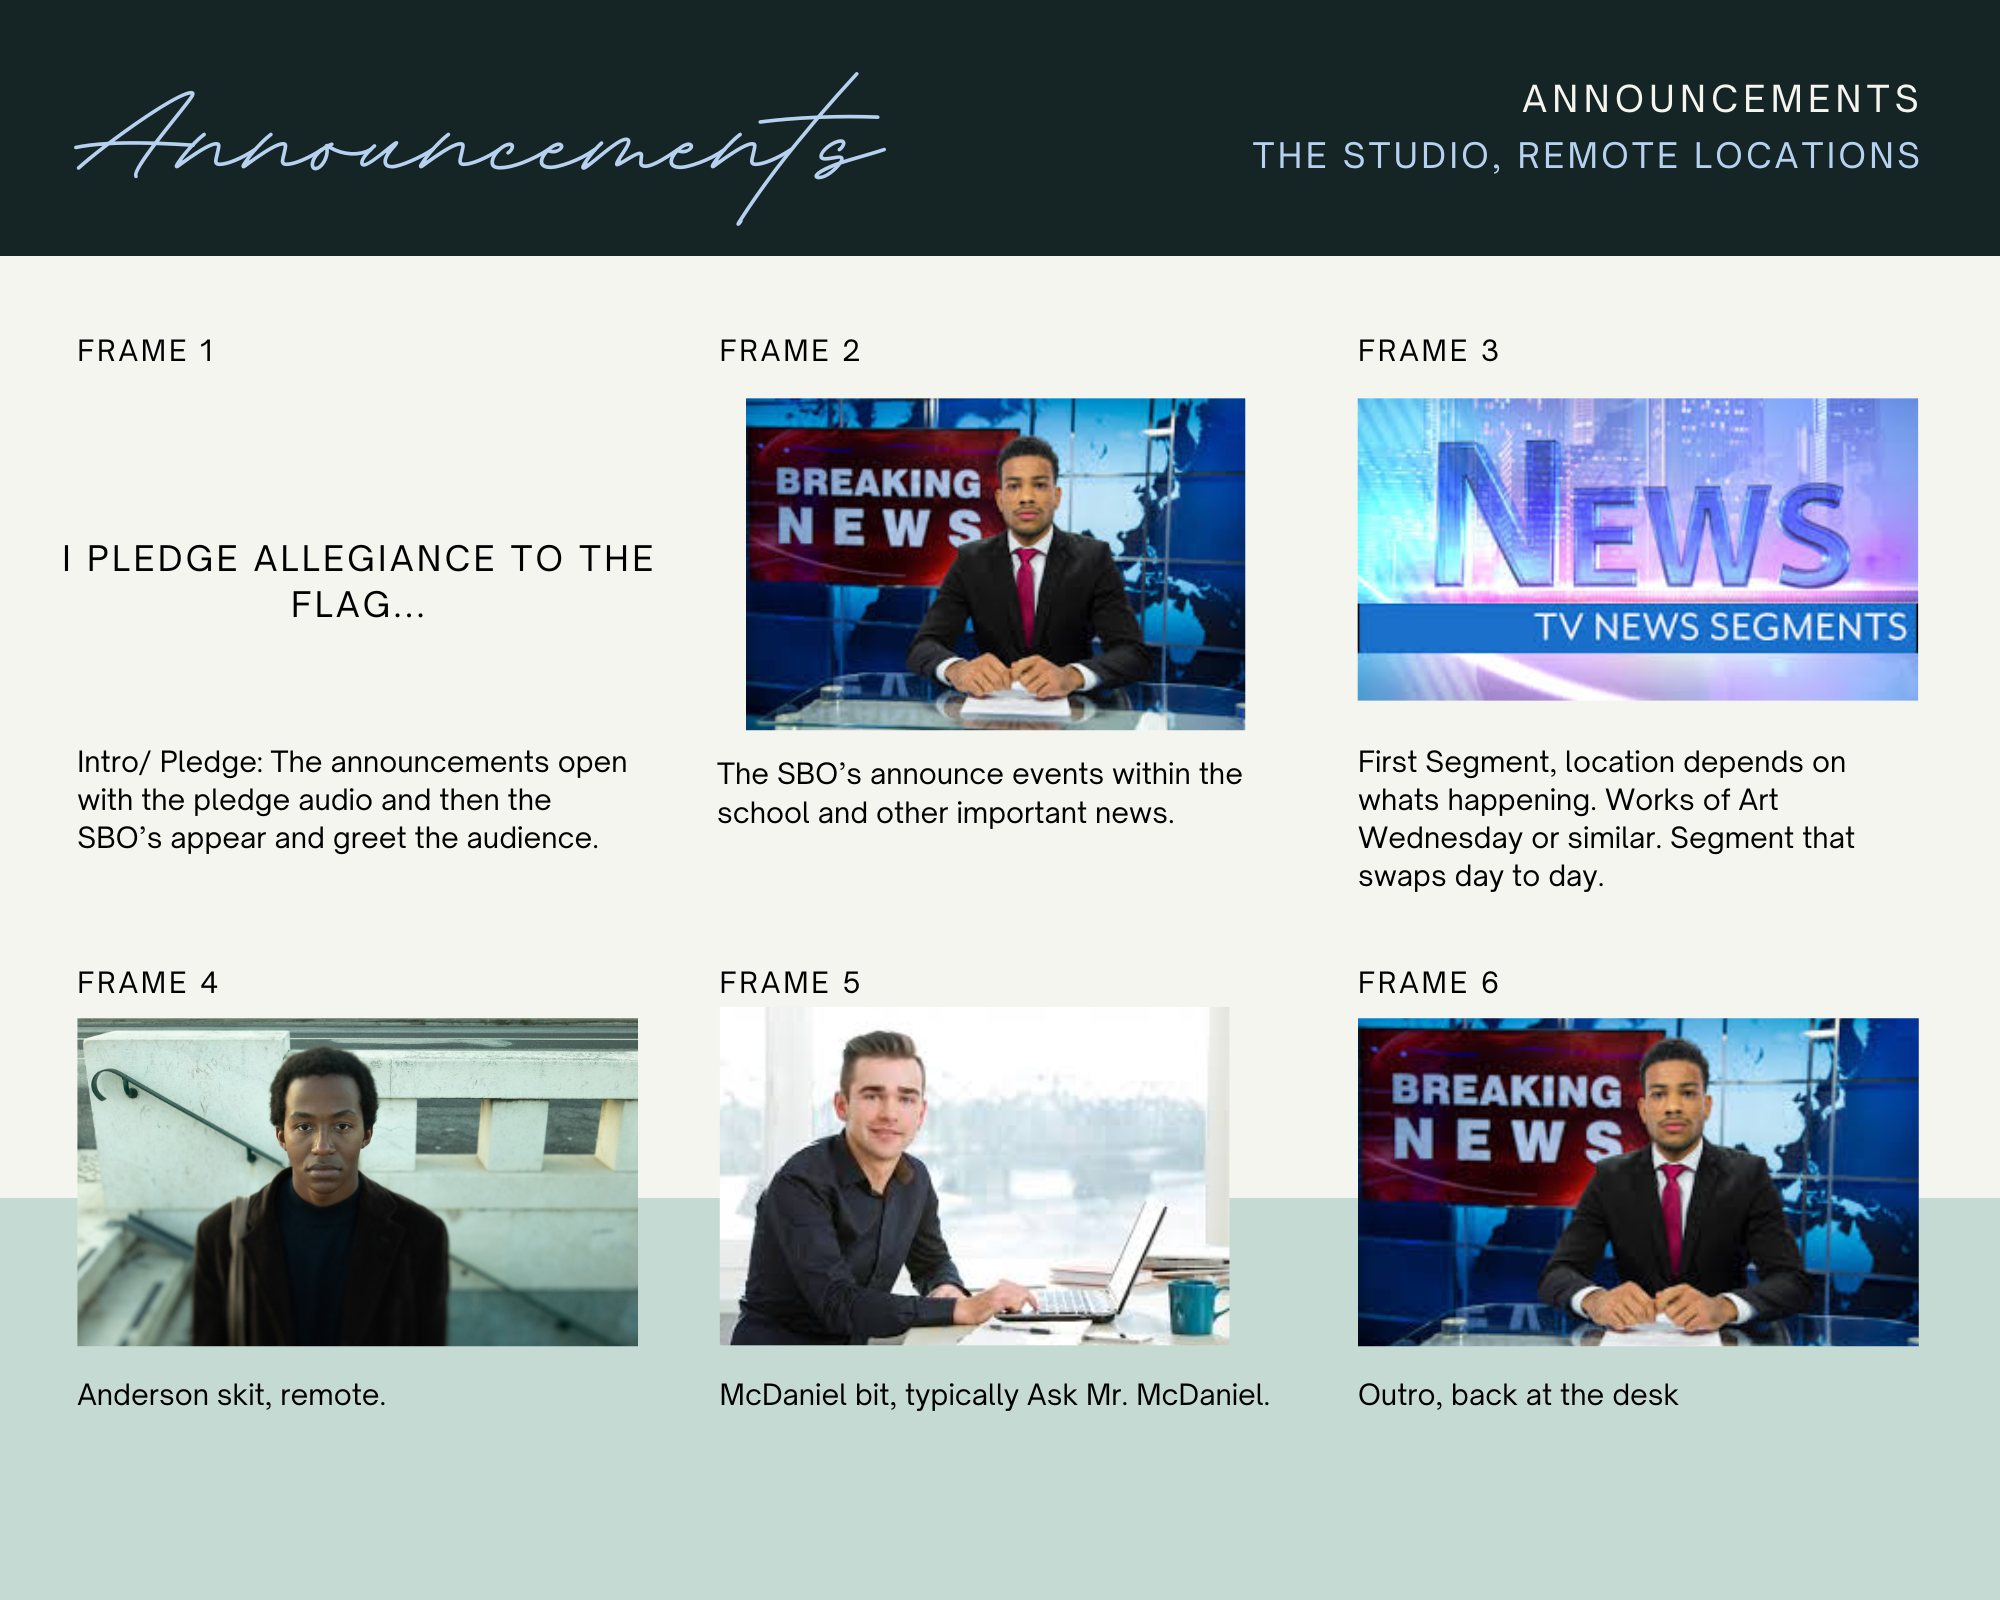 Announcements
ANNOUNCEMENTS
THE STUDIO, REMOTE LOCATIONS
FRAME 1
I PLEDGE ALLEGIANCE TO THE
FLAG...
Intro/ Pledge: The announcements open
with the pledge audio and then the
SBO’s appear and greet the audience.
FRAME 2
BREAKING
NEWS
The SBO’s announce events within the
school and other important news.
FRAME 3
NEWS
TV NEWS SEGMENTS
First Segment, location depends on
whats happening. Works of Art
Wednesday or similar. Segment that
swaps day to day.
FRAME 4
Anderson skit, remote.
FRAME 5
McDaniel bit, typically Ask Mr. McDaniel.
FRAME 6
BREAKING
NEWS
Outro, back at the desk